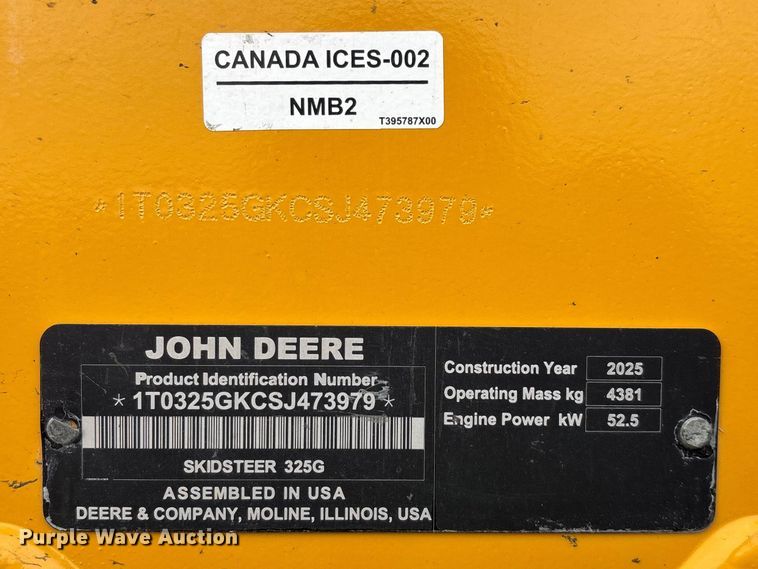 CANADA ICES-002
NMB2
T395787X00
*1T0325GKCSJ473979*
JOHN DEERE
Product Identification Number
*1T0325GKCSJ473979*
SKIDSTEER 325G
ASSEMBLED IN USA
DEERE & COMPANY, MOLINE, ILLINOIS, USA
Construction Year 2025
Operating Mass kg 4381
Engine Power kW 52.5
Purple Wave Auction